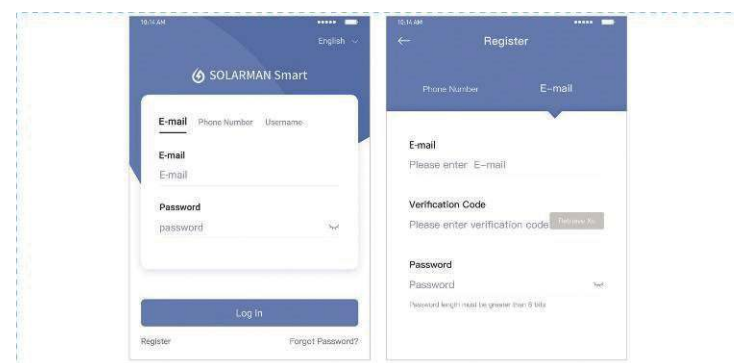 10:14 AM
English
SOLARMAN Smart
E-mail Phone Number Username
E-mail
E-mail
Password
password
Log In
Register Forgot Password?
10:14 AM
Register
Phone Number E-mail
E-mail
Please enter E-mail
Verification Code
Please enter verification code
Password
Password
Password length must be greater than 6 bits